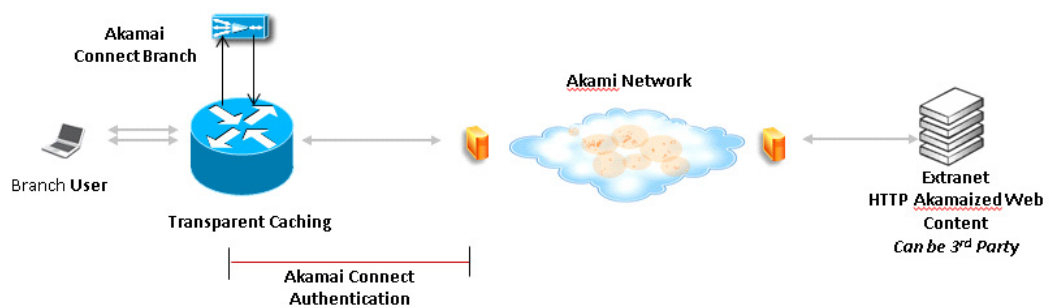 Akamai
Connect Branch
Akami Network
Branch User
Transparent Caching
Akamai Connect
Authentication
Extranet
HTTP Akamaized Web
Content
Can be 3rd Party